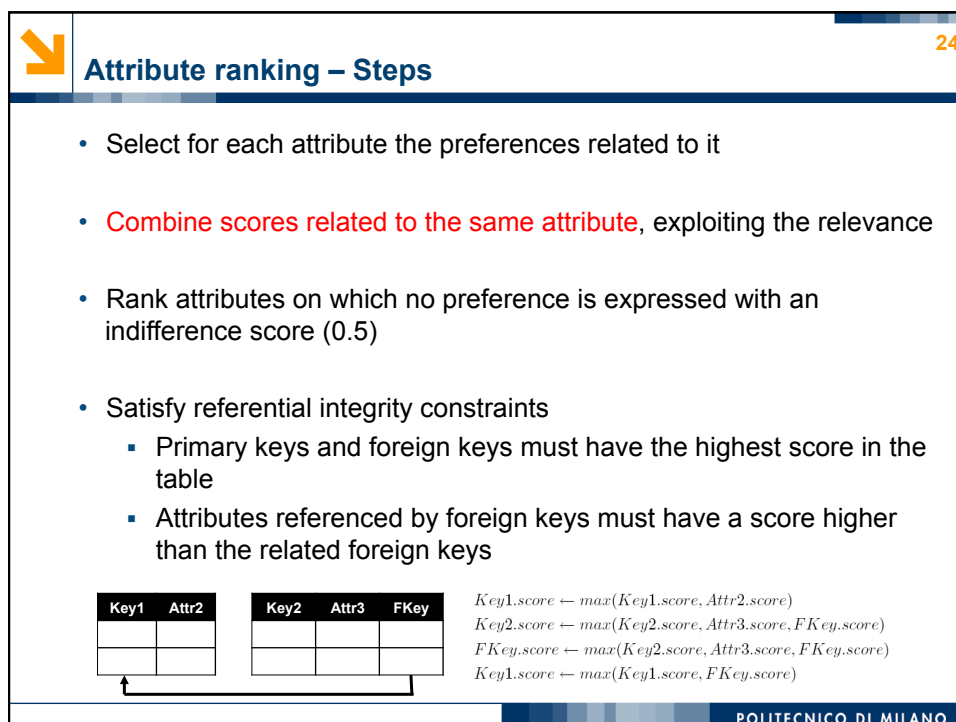 24
Attribute ranking – Steps
• Select for each attribute the preferences related to it
• Combine scores related to the same attribute, exploiting the relevance
• Rank attributes on which no preference is expressed with an
indifference score (0.5)
• Satisfy referential integrity constraints
▪ Primary keys and foreign keys must have the highest score in the
table
▪ Attributes referenced by foreign keys must have a score higher
than the related foreign keys
Key1 Attr2
Key2 Attr3 FKey
Key1.score ← max(Key1.score, Attr2.score)
Key2.score ← max(Key2.score, Attr3.score, FKey.score)
FKey.score ← max(Key2.score, Attr3.score, FKey.score)
Key1.score ← max(Key1.score, FKey.score)
POLITECNICO DI MILANO